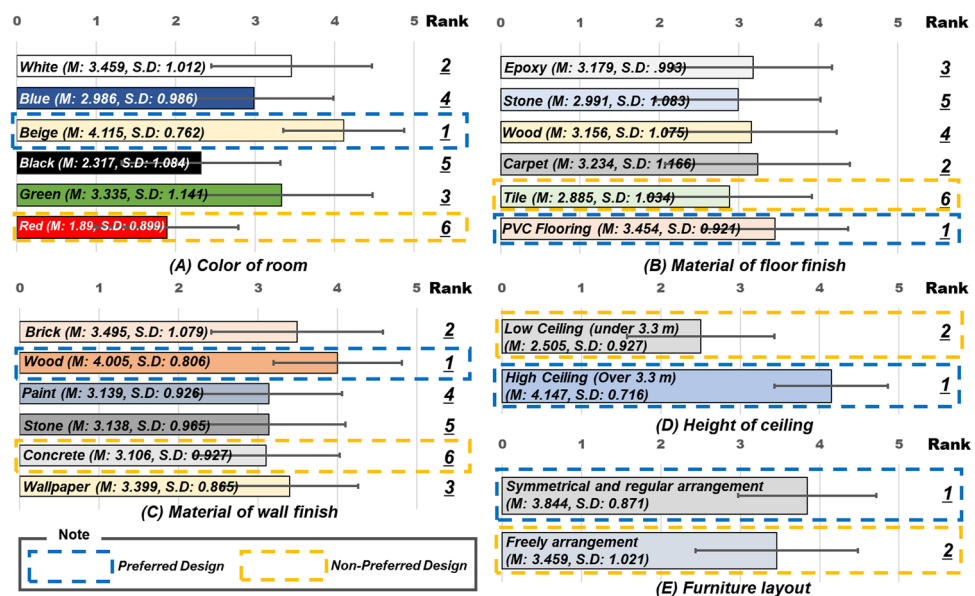 0 1 2 3 4 5 Rank
White (M: 3.459, S.D: 1.012) 2
Blue (M: 2.986, S.D: 0.986) 4
Beige (M: 4.115, S.D: 0.762) 1
Black (M: 2.317, S.D: 1.084) 5
Green (M: 3.335, S.D: 1.141) 3
Red (M: 1.89, S.D: 0.899) 6
(A) Color of room
0 1 2 3 4 5 Rank
Epoxy (M: 3.179, S.D: .993) 3
Stone (M: 2.991, S.D: 1.083) 5
Wood (M: 3.156, S.D: 1.075) 4
Carpet (M: 3.234, S.D: 1.166) 2
Tile (M: 2.885, S.D: 1.034) 6
PVC Flooring (M: 3.454, S.D: 0.921) 1
(B) Material of floor finish
0 1 2 3 4 5 Rank
Brick (M: 3.495, S.D: 1.079) 2
Wood (M: 4.005, S.D: 0.806) 1
Paint (M: 3.139, S.D: 0.926) 4
Stone (M: 3.138, S.D: 0.965) 5
Concrete (M: 3.106, S.D: 0.927) 6
Wallpaper (M: 3.399, S.D: 0.865) 3
(C) Material of wall finish
0 1 2 3 4 5 Rank
Low Ceiling (under 3.3 m) 2
(M: 2.505, S.D: 0.927)
High Ceiling (Over 3.3 m) 1
(M: 4.147, S.D: 0.716)
(D) Height of ceiling
0 1 2 3 4 5 Rank
Symmetrical and regular arrangement 1
(M: 3.844, S.D: 0.871)
Freely arrangement 2
(M: 3.459, S.D: 1.021)
(E) Furniture layout
Note
Preferred Design Non-Preferred Design